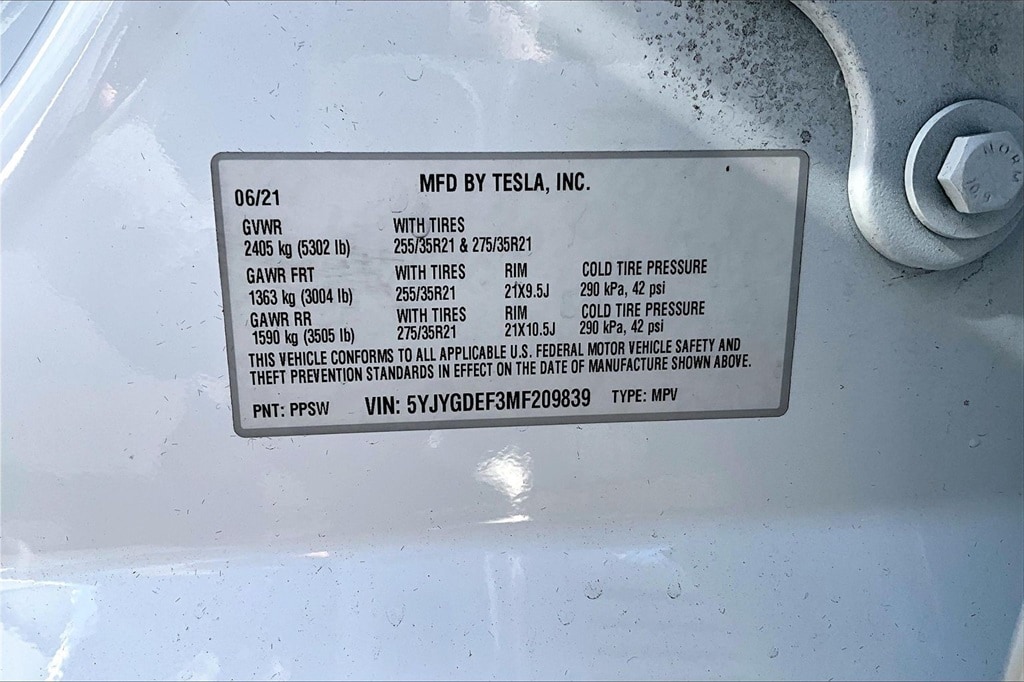 MFD BY TESLA, INC.
06/21
GVWR WITH TIRES
2405 kg (5302 lb) 255/35R21 & 275/35R21
GAWR FRT WITH TIRES RIM COLD TIRE PRESSURE
1363 kg (3004 lb) 255/35R21 21X9.5J 290 kPa, 42 psi
GAWR RR WITH TIRES RIM COLD TIRE PRESSURE
1590 kg (3505 lb) 275/35R21 21X10.5J 290 kPa, 42 psi
THIS VEHICLE CONFORMS TO ALL APPLICABLE U.S. FEDERAL MOTOR VEHICLE SAFETY AND
THEFT PREVENTION STANDARDS IN EFFECT ON THE DATE OF MANUFACTURE SHOWN ABOVE.
PNT: PPSW VIN: 5YJYGDEF3MF209839 TYPE: MPV
NORM
10.9